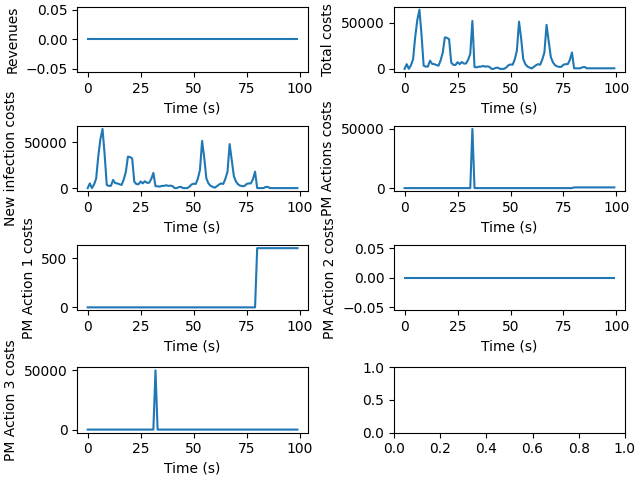 Revenues
0.05
0.00
−0.05
0 25 50 75 100
Time (s)
Total costs
50000
0
0 25 50 75 100
Time (s)
New infection costs
50000
0
0 25 50 75 100
Time (s)
PM Actions costs
50000
0
0 25 50 75 100
Time (s)
PM Action 1 costs
500
0
0 25 50 75 100
Time (s)
PM Action 2 costs
0.05
0.00
−0.05
0 25 50 75 100
Time (s)
PM Action 3 costs
50000
0
0 25 50 75 100
Time (s)
1.0
0.5
0.0
0.0 0.2 0.4 0.6 0.8 1.0